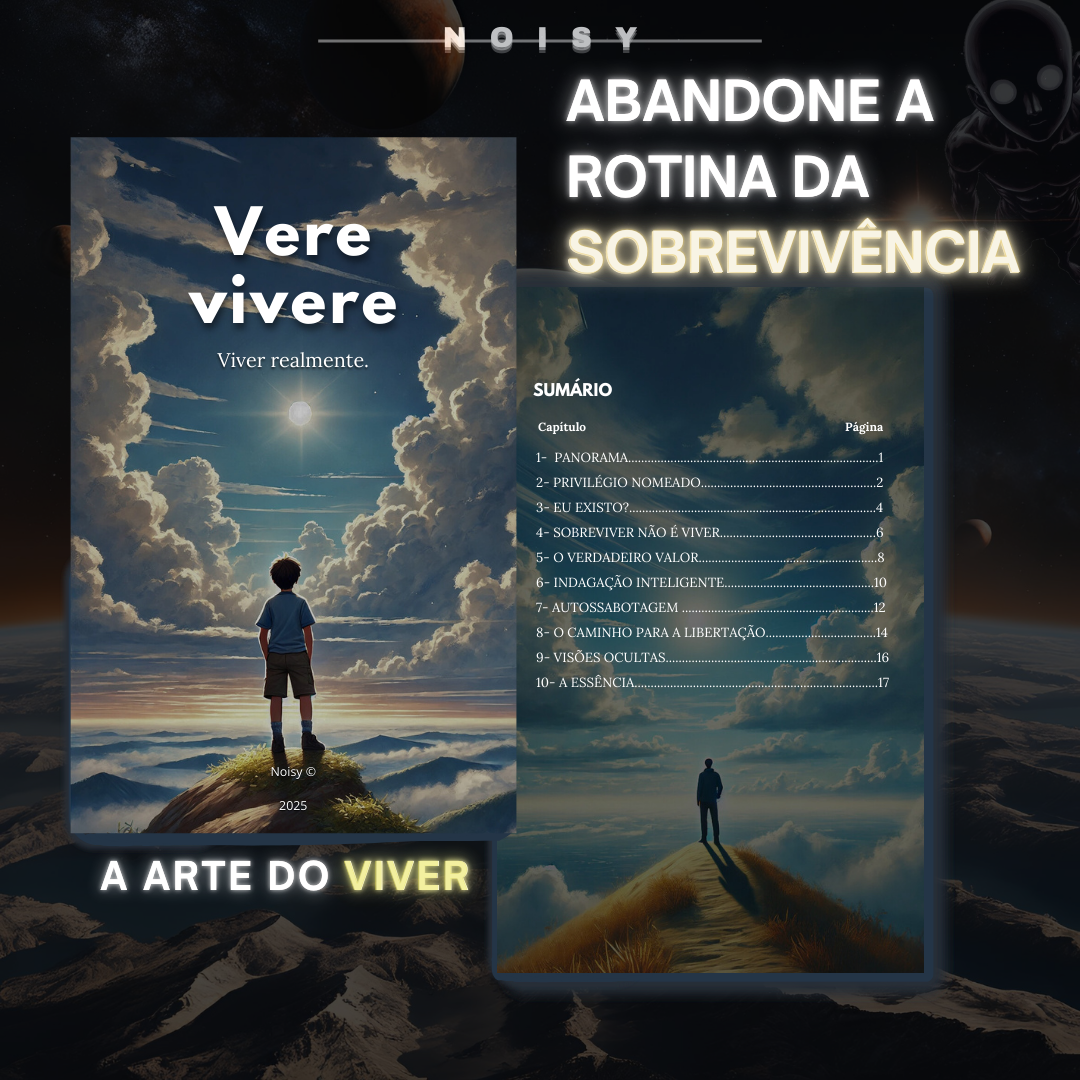 NOISY
ABANDONE A
ROTINA DA
SOBREVIVÊNCIA
Vere
vivere
Viver realmente.
Noisy ©
2025
SUMÁRIO
Capítulo Página
1- PANORAMA...............................................................................1
2- PRIVILÉGIO NOMEADO......................................................2
3- EU EXISTO?..............................................................................4
4- SOBREVIVER NÃO É VIVER................................................6
5- O VERDADEIRO VALOR.......................................................8
6- INDAGAÇÃO INTELIGENTE..............................................10
7- AUTOSSABOTAGEM ...........................................................12
8- O CAMINHO PARA A LIBERTAÇÃO..................................14
9- VISÕES OCULTAS.................................................................16
10- A ESSÊNCIA...........................................................................17
A ARTE DO VIVER